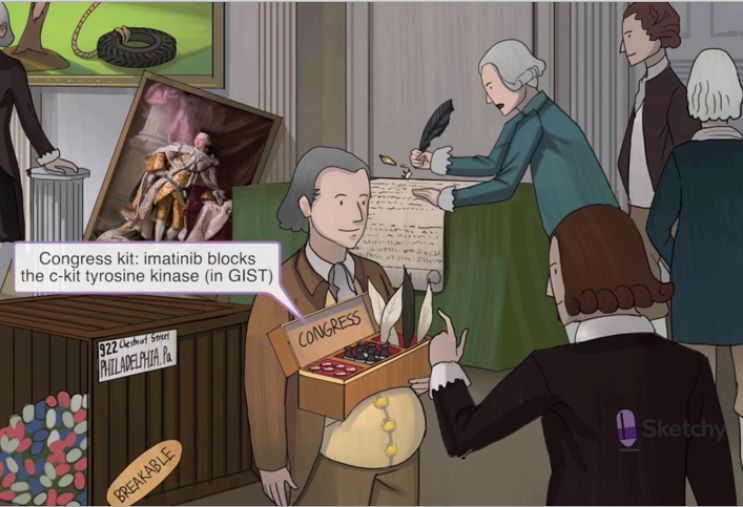 Congress kit: imatinib blocks
the c-kit tyrosine kinase (in GIST)
CONGRESS
922 Chestnut Street
PHILADELPHIA, Pa
BREAKABLE
Sketchy